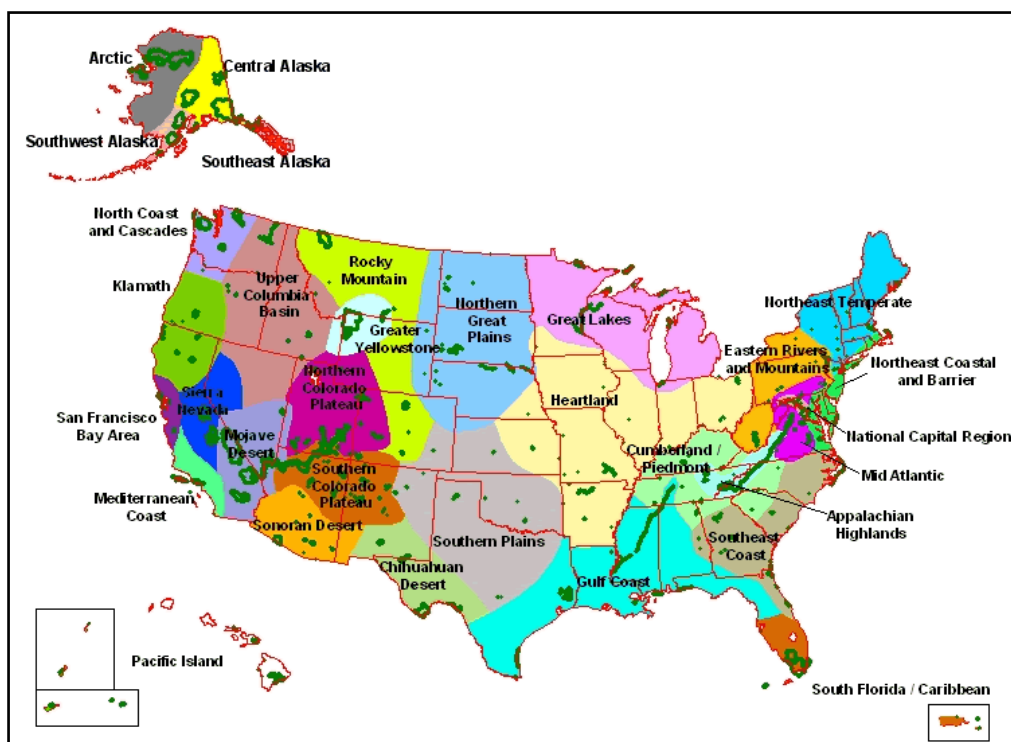 Arctic
Central Alaska
Southwest Alaska
Southeast Alaska
North Coast
and Cascades
Rocky
Mountain
Klamath
Upper
Columbia
Basin
Northern
Great Plains
Great Lakes
Northeast Temperate
Greater
Yellowstone
Eastern Rivers
and Mountains
Northeast Coastal
and Barrier
Northern
Colorado
Plateau
Sierra
Nevada
Heartland
San Francisco
Bay Area
Mojave
Desert
National Capital Region
Cumberland /
Piedmont
Mid Atlantic
Southern
Colorado
Plateau
Mediterranean
Coast
Sonoran Desert
Appalachian
Highlands
Southern Plains
Southeast
Coast
Chihuahuan
Desert
Gulf Coast
Pacific Island
South Florida / Caribbean